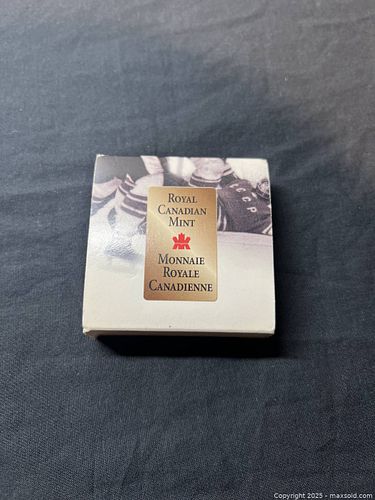 CCCP
ROYAL
CANADIAN
MINT
MONNAIE
ROYALE
CANADIENNE
Copyright 2025 - maxsold.com